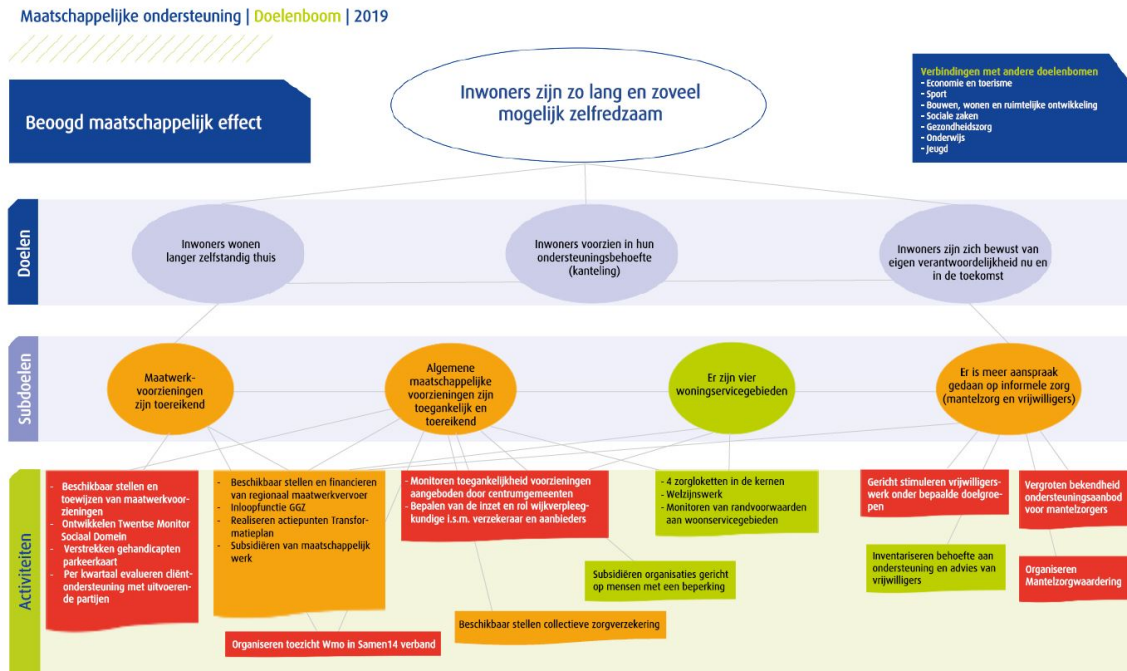 Maatschappelijke ondersteuning | Doelenboom | 2019
Beoogd maatschappelijk effect
Inwoners zijn zo lang en zoveel
mogelijk zelfredzaam
Verbindingen met andere doelenbomen
- Economie en toerisme
- Sport
- Bouwen, wonen en ruimtelijke ontwikkeling
- Sociale zaken
- Gezondheidszorg
- Onderwijs
- Jeugd
Doelen
Inwoners wonen
langer zelfstandig thuis
Inwoners voorzien in hun
ondersteuningsbehoefte
(kanteling)
Inwoners zijn zich bewust van
eigen verantwoordelijkheid nu en
in de toekomst
Subdoelen
Maatwerk-
voorzieningen
zijn toereikend
Algemene
maatschappelijke
voorzieningen zijn
toegankelijk en
toereikend
Er zijn vier
woningservicegebieden
Er is meer aanspraak
gedaan op informele zorg
(mantelzorg en vrijwilligers)
Activiteiten
- Beschikbaar stellen en
toewijzen van maatwerkvoor-
zieningen
- Ontwikkelen Twentse Monitor
Sociaal Domein
- Verstrekken gehandicapten
parkeerkaart
- Per kwartaal evalueren cliënt-
ondersteuning met uitvoeren-
de partijen
- Beschikbaar stellen en financieren
van regionaal maatwerkvervoer
- Inloopfunctie GGZ
- Realiseren actiepunten Transfor-
matieplan
- Subsidiëren van maatschappelijk
werk
- Monitoren toegankelijkheid voorzieningen
aangeboden door centrumgemeenten
- Bepalen van de inzet en rol wijkverpleeg-
kundige i.s.m. verzekeraar en aanbieders
- 4 zorgloketten in de kernen
- Welzijnswerk
- Monitoren van randvoorwaarden
aan woonservicegebieden
Gericht stimuleren vrijwilligers-
werk onder bepaalde doelgroe-
pen
Vergroten bekendheid
ondersteuningsaanbod
voor mantelzorgers
Subsidiëren organisaties gericht
op mensen met een beperking
Inventariseren behoefte aan
ondersteuning en advies van
vrijwilligers
Organiseren
Mantelzorgwaardering
Beschikbaar stellen collectieve zorgverzekering
Organiseren toezicht Wmo in Samen14 verband